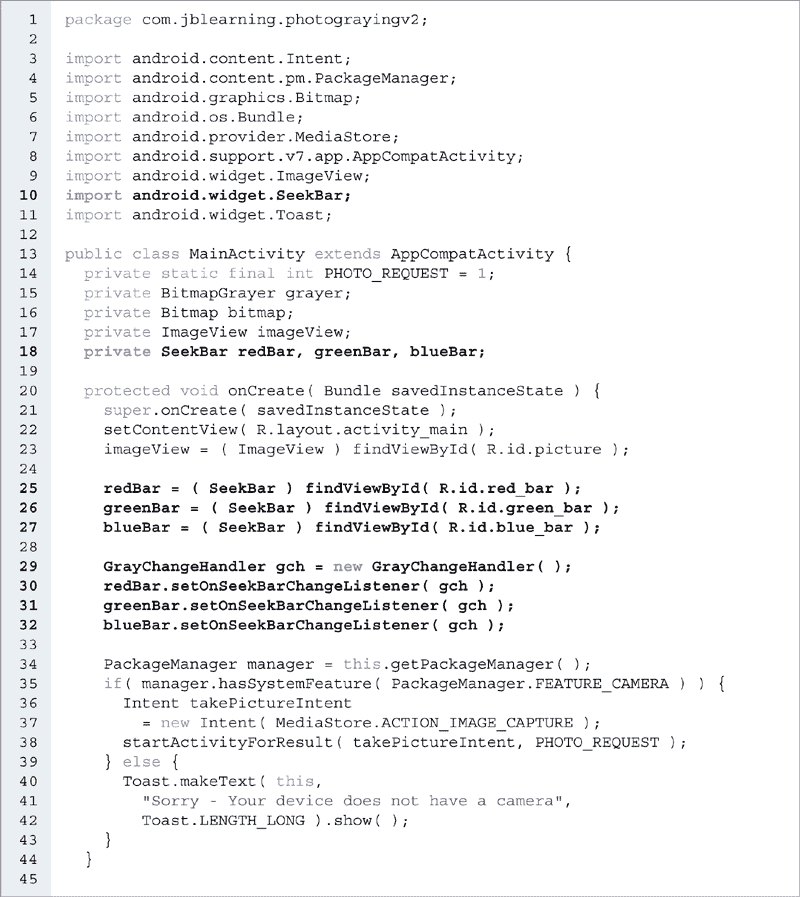 1 package com.jblearning.photograyingv2;
2
3 import android.content.Intent;
4 import android.content.pm.PackageManager;
5 import android.graphics.Bitmap;
6 import android.os.Bundle;
7 import android.provider.MediaStore;
8 import android.support.v7.app.AppCompatActivity;
9 import android.widget.ImageView;
10 import android.widget.SeekBar;
11 import android.widget.Toast;
12
13 public class MainActivity extends AppCompatActivity {
14 private static final int PHOTO_REQUEST = 1;
15 private BitmapGrayer grayer;
16 private Bitmap bitmap;
17 private ImageView imageView;
18 private SeekBar redBar, greenBar, blueBar;
19
20 protected void onCreate( Bundle savedInstanceState ) {
21 super.onCreate( savedInstanceState );
22 setContentView( R.layout.activity_main );
23 imageView = ( ImageView ) findViewById( R.id.picture );
24
25 redBar = ( SeekBar ) findViewById( R.id.red_bar );
26 greenBar = ( SeekBar ) findViewById( R.id.green_bar );
27 blueBar = ( SeekBar ) findViewById( R.id.blue_bar );
28
29 GrayChangeHandler gch = new GrayChangeHandler( );
30 redBar.setOnSeekBarChangeListener( gch );
31 greenBar.setOnSeekBarChangeListener( gch );
32 blueBar.setOnSeekBarChangeListener( gch );
33
34 PackageManager manager = this.getPackageManager( );
35 if( manager.hasSystemFeature( PackageManager.FEATURE_CAMERA ) ) {
36 Intent takePictureIntent
37 = new Intent( MediaStore.ACTION_IMAGE_CAPTURE );
38 startActivityForResult( takePictureIntent, PHOTO_REQUEST );
39 } else {
40 Toast.makeText( this,
41 "Sorry - Your device does not have a camera",
42 Toast.LENGTH_LONG ).show( );
43 }
44 }
45